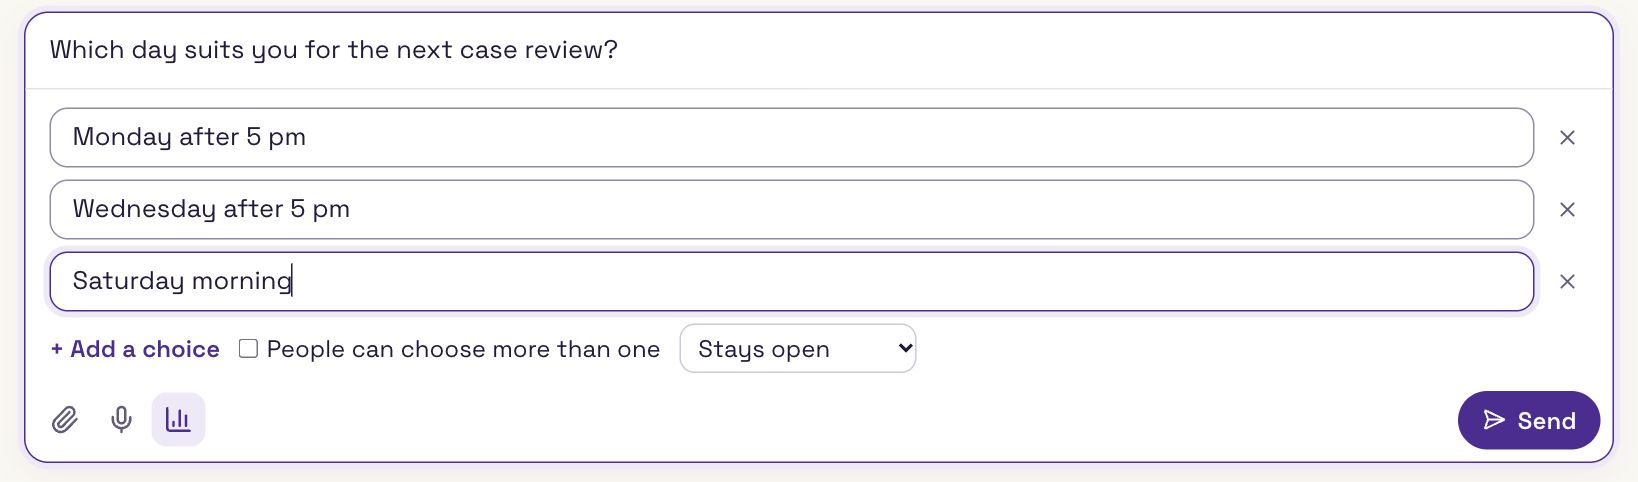 Which day suits you for the next case review?
Monday after 5 pm
Wednesday after 5 pm
Saturday morning
+ Add a choice People can choose more than one Stays open
Send